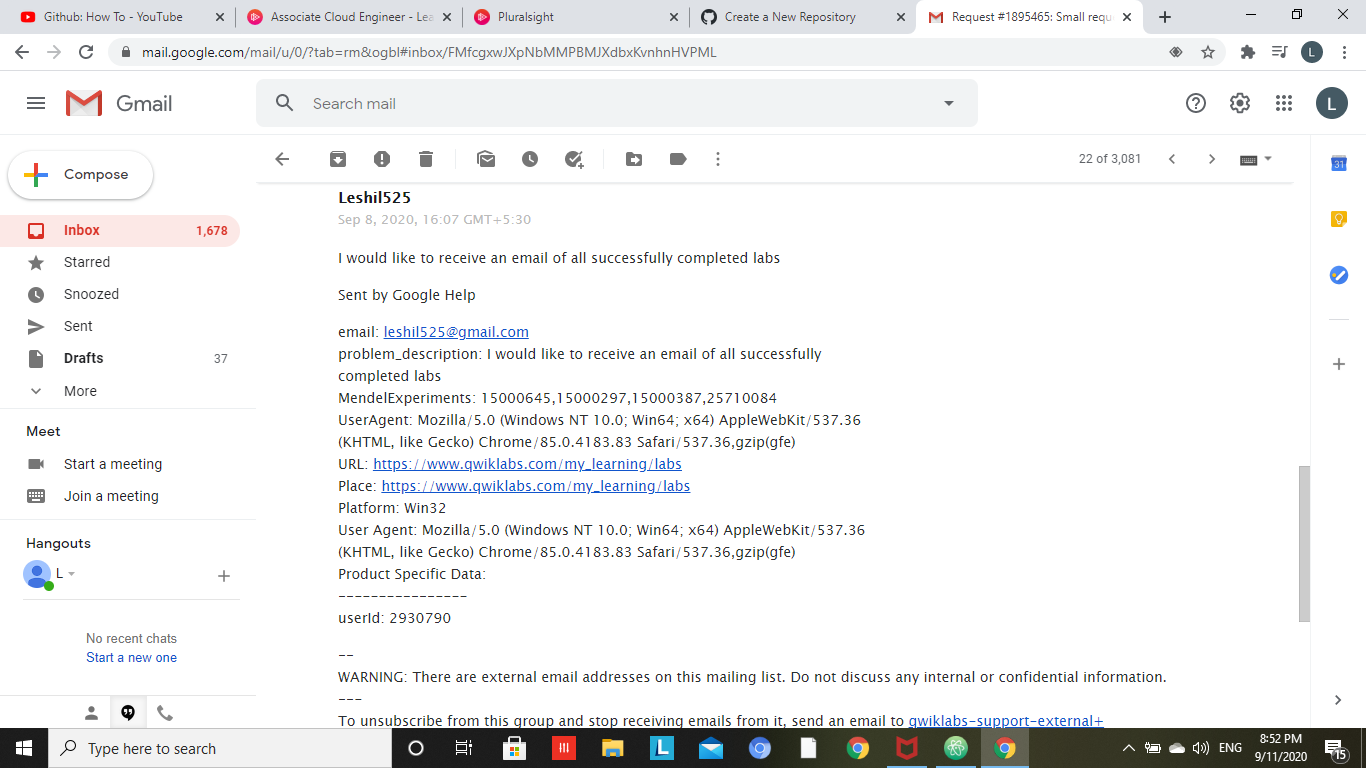 Github: How To - YouTube
Associate Cloud Engineer - Lea
Pluralsight
Create a New Repository
Request #1895465: Small requ
mail.google.com/mail/u/0/?tab=rm&ogbl#inbox/FMfcgxwJXpNbMMPBMJXdbxKvnhnHVPML
L
Gmail
Search mail
L
Compose
22 of 3,081
31
Inbox 1,678
Starred
Snoozed
Sent
Drafts 37
More
Meet
Start a meeting
Join a meeting
Hangouts
L
No recent chats
Start a new one
Leshil525
Sep 8, 2020, 16:07 GMT+5:30
I would like to receive an email of all successfully completed labs
Sent by Google Help
email: leshil525@gmail.com
problem_description: I would like to receive an email of all successfully
completed labs
MendelExperiments: 15000645,15000297,15000387,25710084
UserAgent: Mozilla/5.0 (Windows NT 10.0; Win64; x64) AppleWebKit/537.36
(KHTML, like Gecko) Chrome/85.0.4183.83 Safari/537.36,gzip(gfe)
URL: https://www.qwiklabs.com/my_learning/labs
Place: https://www.qwiklabs.com/my_learning/labs
Platform: Win32
User Agent: Mozilla/5.0 (Windows NT 10.0; Win64; x64) AppleWebKit/537.36
(KHTML, like Gecko) Chrome/85.0.4183.83 Safari/537.36,gzip(gfe)
Product Specific Data:
----------------
userId: 2930790
--
WARNING: There are external email addresses on this mailing list. Do not discuss any internal or confidential information.
---
To unsubscribe from this group and stop receiving emails from it, send an email to qwiklabs-support-external+
Type here to search
L
ENG
8:52 PM
9/11/2020
15